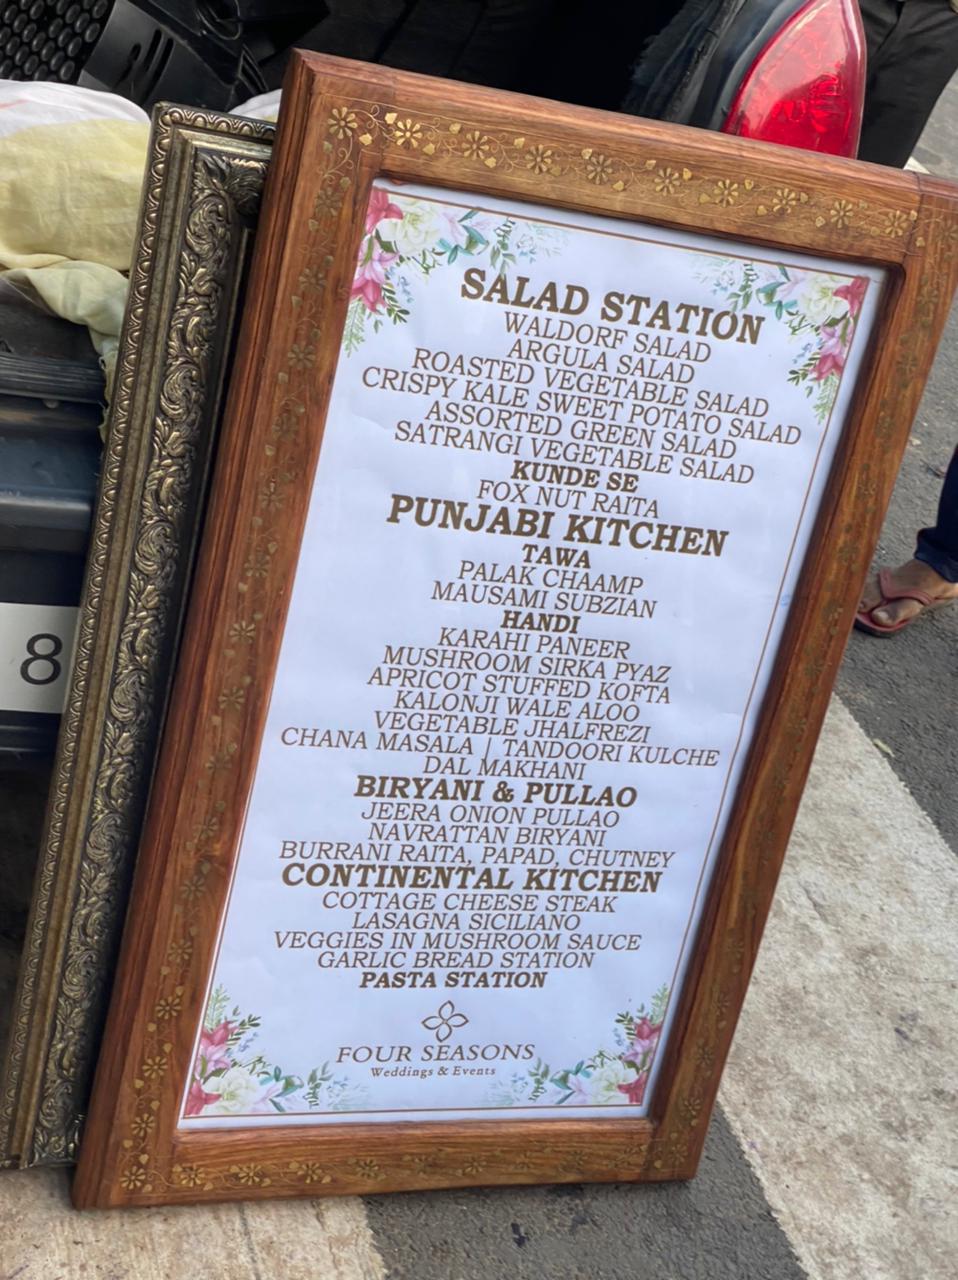 SALAD STATION
WALDORF SALAD
ARGULA SALAD
ROASTED VEGETABLE SALAD
CRISPY KALE SWEET POTATO SALAD
ASSORTED GREEN SALAD
SATRANGI VEGETABLE SALAD
KUNDE SE
FOX NUT RAITA
PUNJABI KITCHEN
TAWA
PALAK CHAAMP
MAUSAMI SUBZIAN
HANDI
KARAHI PANEER
MUSHROOM SIRKA PYAZ
APRICOT STUFFED KOFTA
KALONJI WALE ALOO
VEGETABLE JHALFREZI
CHANA MASALA | TANDOORI KULCHE
DAL MAKHANI
BIRYANI & PULLAO
JEERA ONION PULLAO
NAVRATTAN BIRYANI
BURRANI RAITA, PAPAD, CHUTNEY
CONTINENTAL KITCHEN
COTTAGE CHEESE STEAK
LASAGNA SICILIANO
VEGGIES IN MUSHROOM SAUCE
GARLIC BREAD STATION
PASTA STATION
FOUR SEASONS
Weddings & Events
8